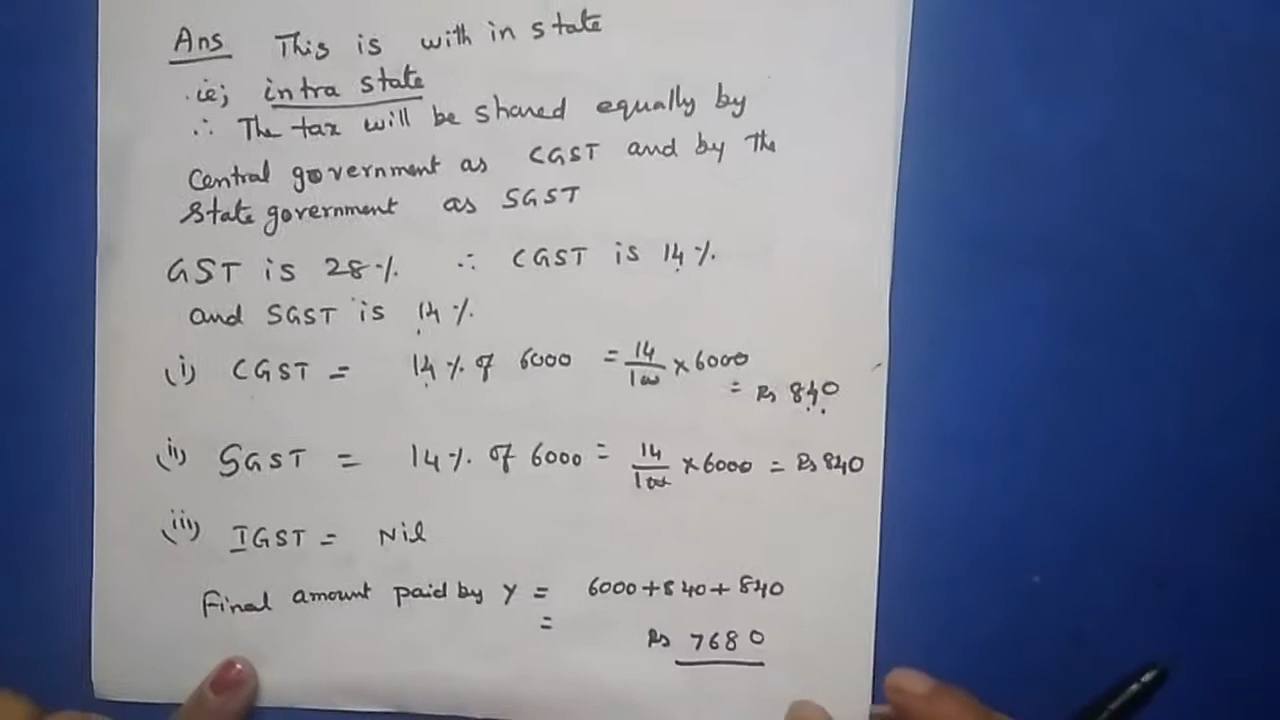 Ans This is with in state
.ie; intra state
∴ The tax will be shared equally by
Central government as CGST and by the
State government as SGST
GST is 28% ∴ CGST is 14%
and SGST is 14%
(i) CGST = 14% of 6000 = 14/100 × 6000
= Rs 840
(ii) SGST = 14% of 6000 = 14/100 × 6000 = Rs 840
(iii) IGST = Nil
Final amount paid by Y = 6000+840+840
= Rs 7680